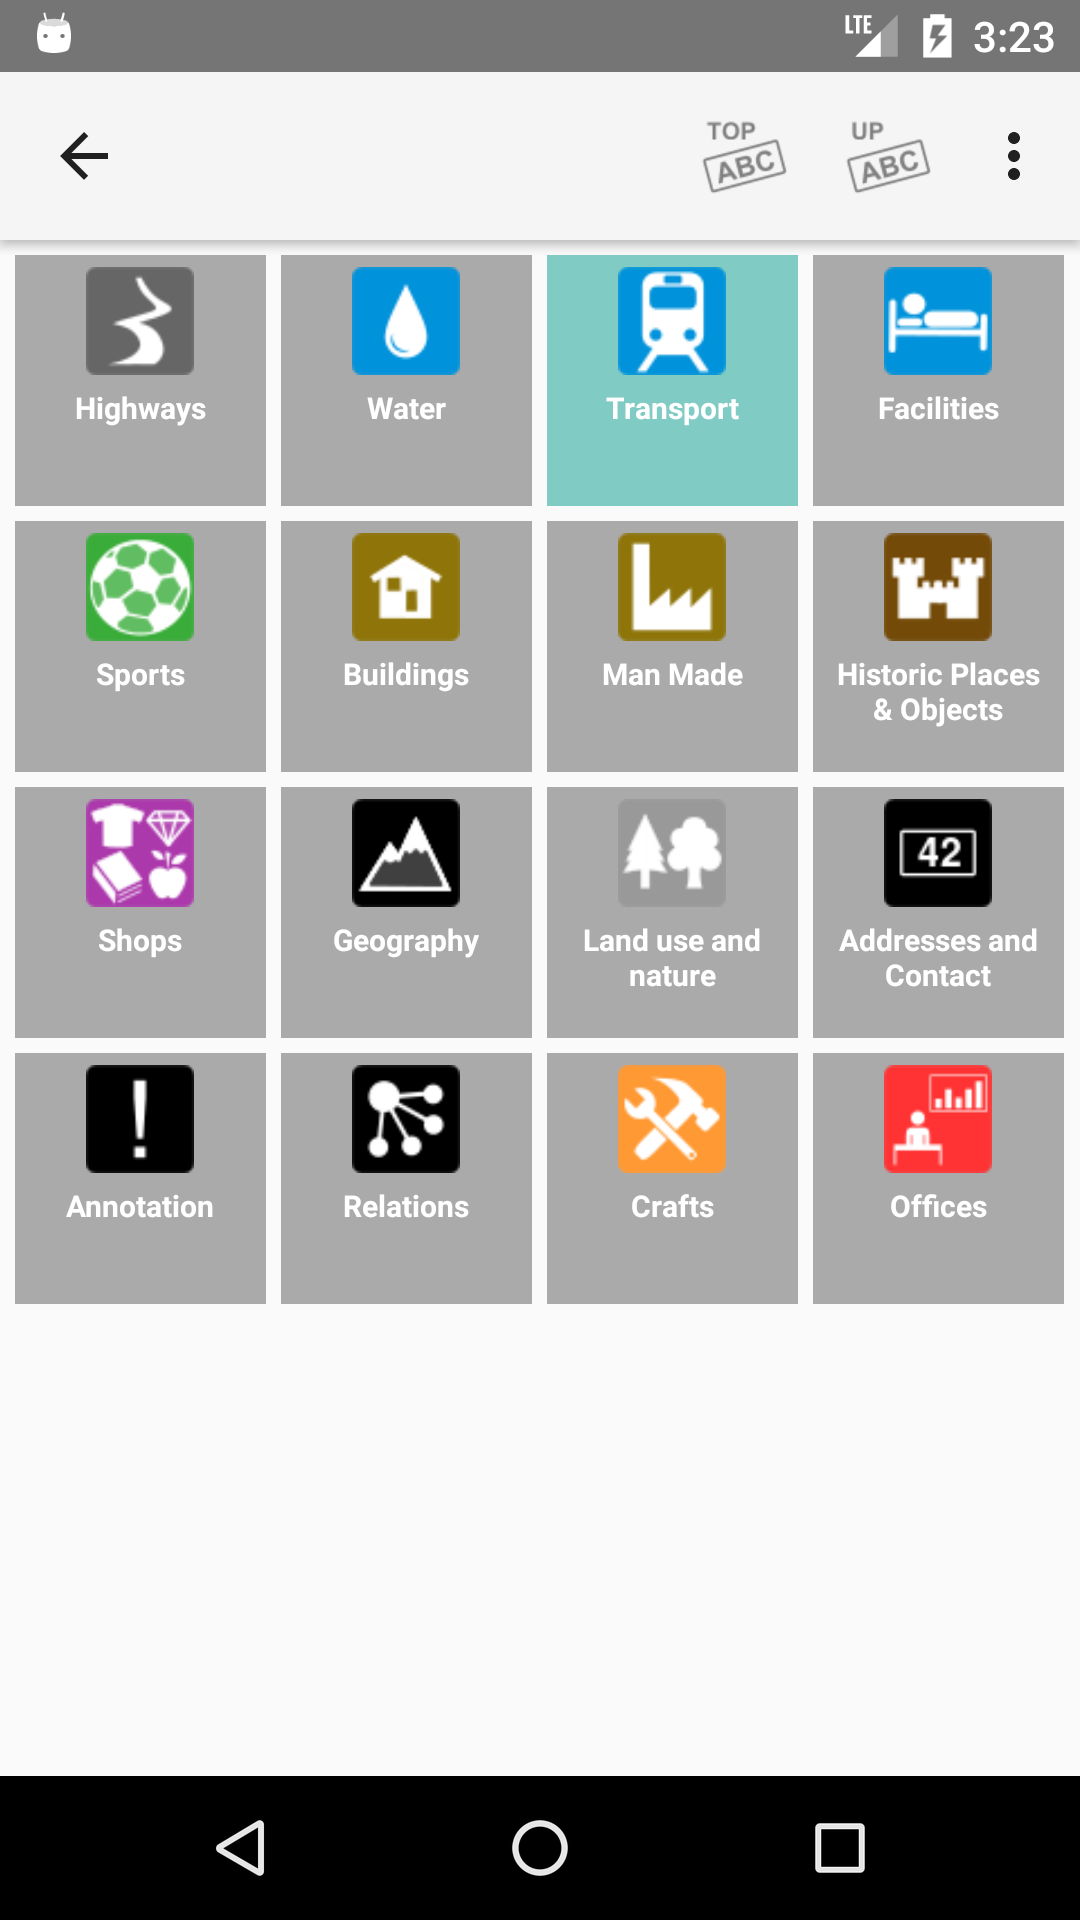 LTE 3:23
TOP ABC UP ABC
Highways Water Transport Facilities
Sports Buildings Man Made Historic Places
& Objects
42
Shops Geography Land use and Addresses and
nature Contact
Annotation Relations Crafts Offices